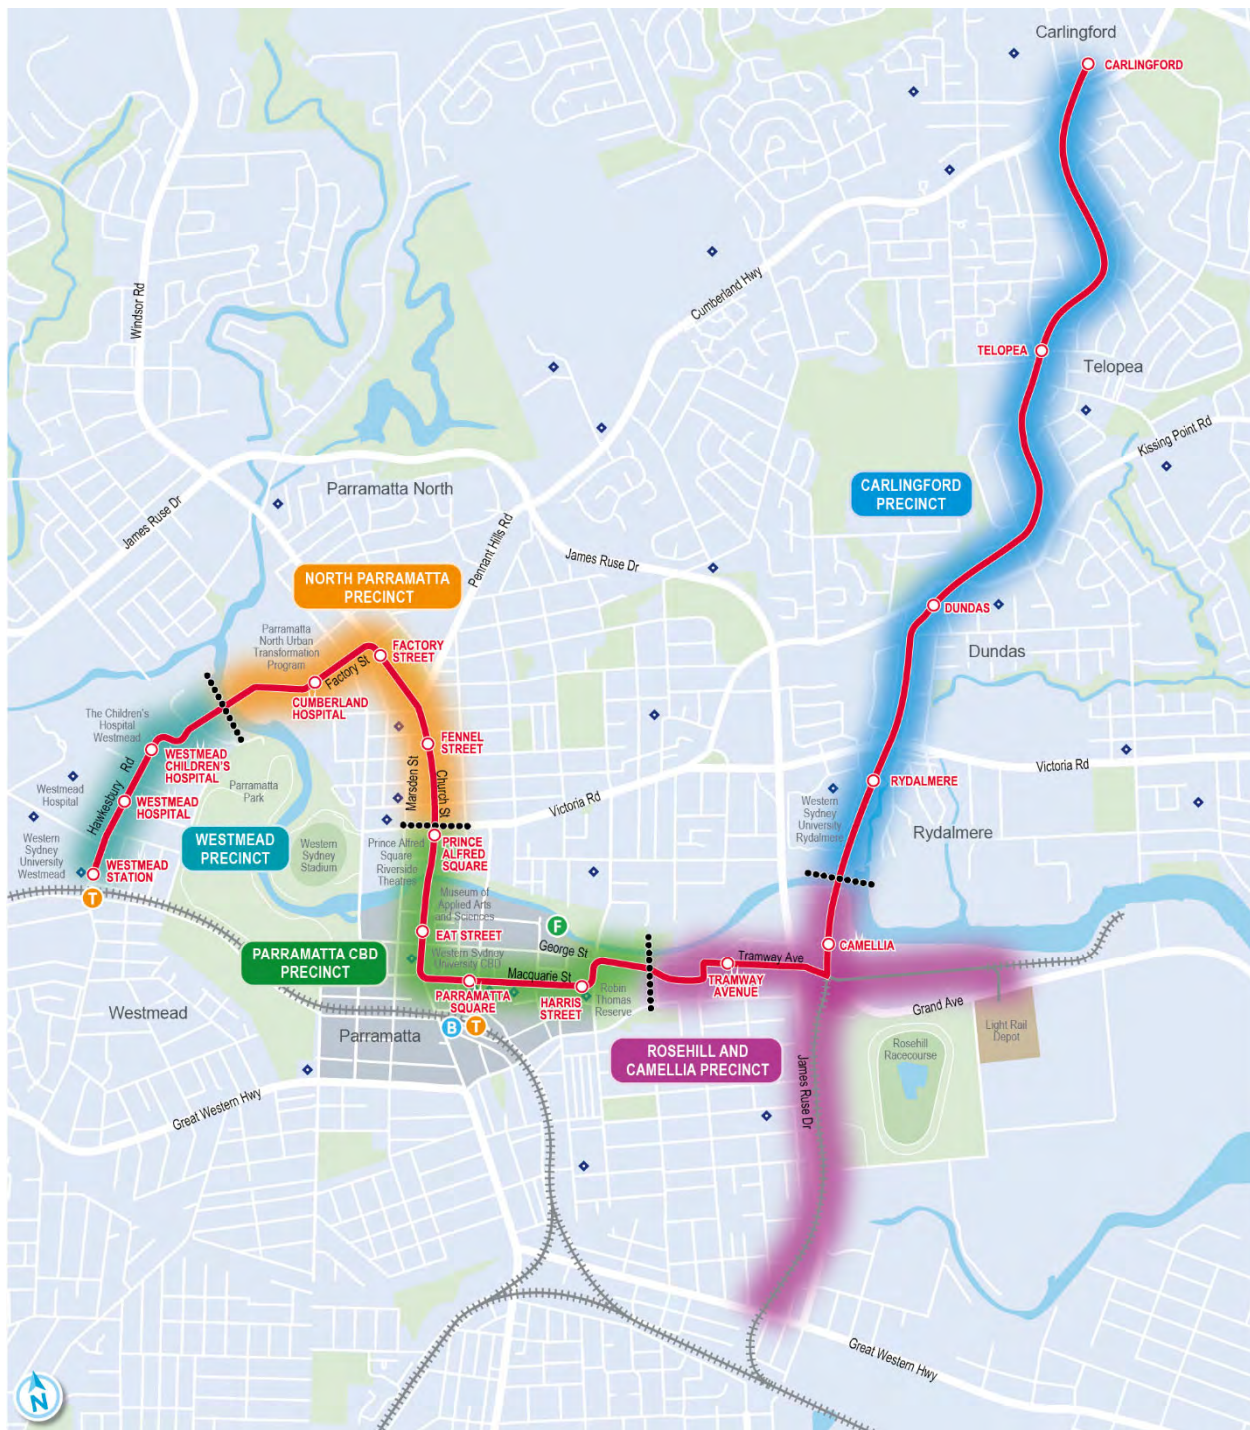 Carlingford
CARLINGFORD
Windsor Rd
Cumberland Hwy
TELOPEA
Telopea
Kissing Point Rd
CARLINGFORD
PRECINCT
Parramatta North
James Ruse Dr
Pennant Hills Rd
James Ruse Dr
NORTH PARRAMATTA
PRECINCT
DUNDAS
Dundas
Parramatta
North Urban
Transformation
Program
Factory St
FACTORY
STREET
CUMBERLAND
HOSPITAL
The Children's
Hospital
Westmead
WESTMEAD
CHILDREN'S
HOSPITAL
FENNEL
STREET
Marsden St
Church St
Victoria Rd
Victoria Rd
RYDALMERE
Rydalmere
Western
Sydney
University
Rydalmere
Westmead
Hospital
Hawkesbury Rd
WESTMEAD
HOSPITAL
Parramatta
Park
WESTMEAD
PRECINCT
Western
Sydney
Stadium
Western
Sydney
University
Westmead
WESTMEAD
STATION
T
Prince Alfred
Square
Riverside
Theatres
PRINCE
ALFRED
SQUARE
Museum of
Applied Arts
and Sciences
EAT STREET
F
George St
PARRAMATTA CBD
PRECINCT
Western Sydney
University CBD
Macquarie St
PARRAMATTA
SQUARE
HARRIS
STREET
Robin
Thomas
Reserve
Tramway Ave
TRAMWAY
AVENUE
CAMELLIA
Grand Ave
Light Rail
Depot
Westmead
Parramatta
B
T
ROSEHILL AND
CAMELLIA PRECINCT
James Ruse Dr
Rosehill
Racecourse
Great Western Hwy
Great Western Hwy
N